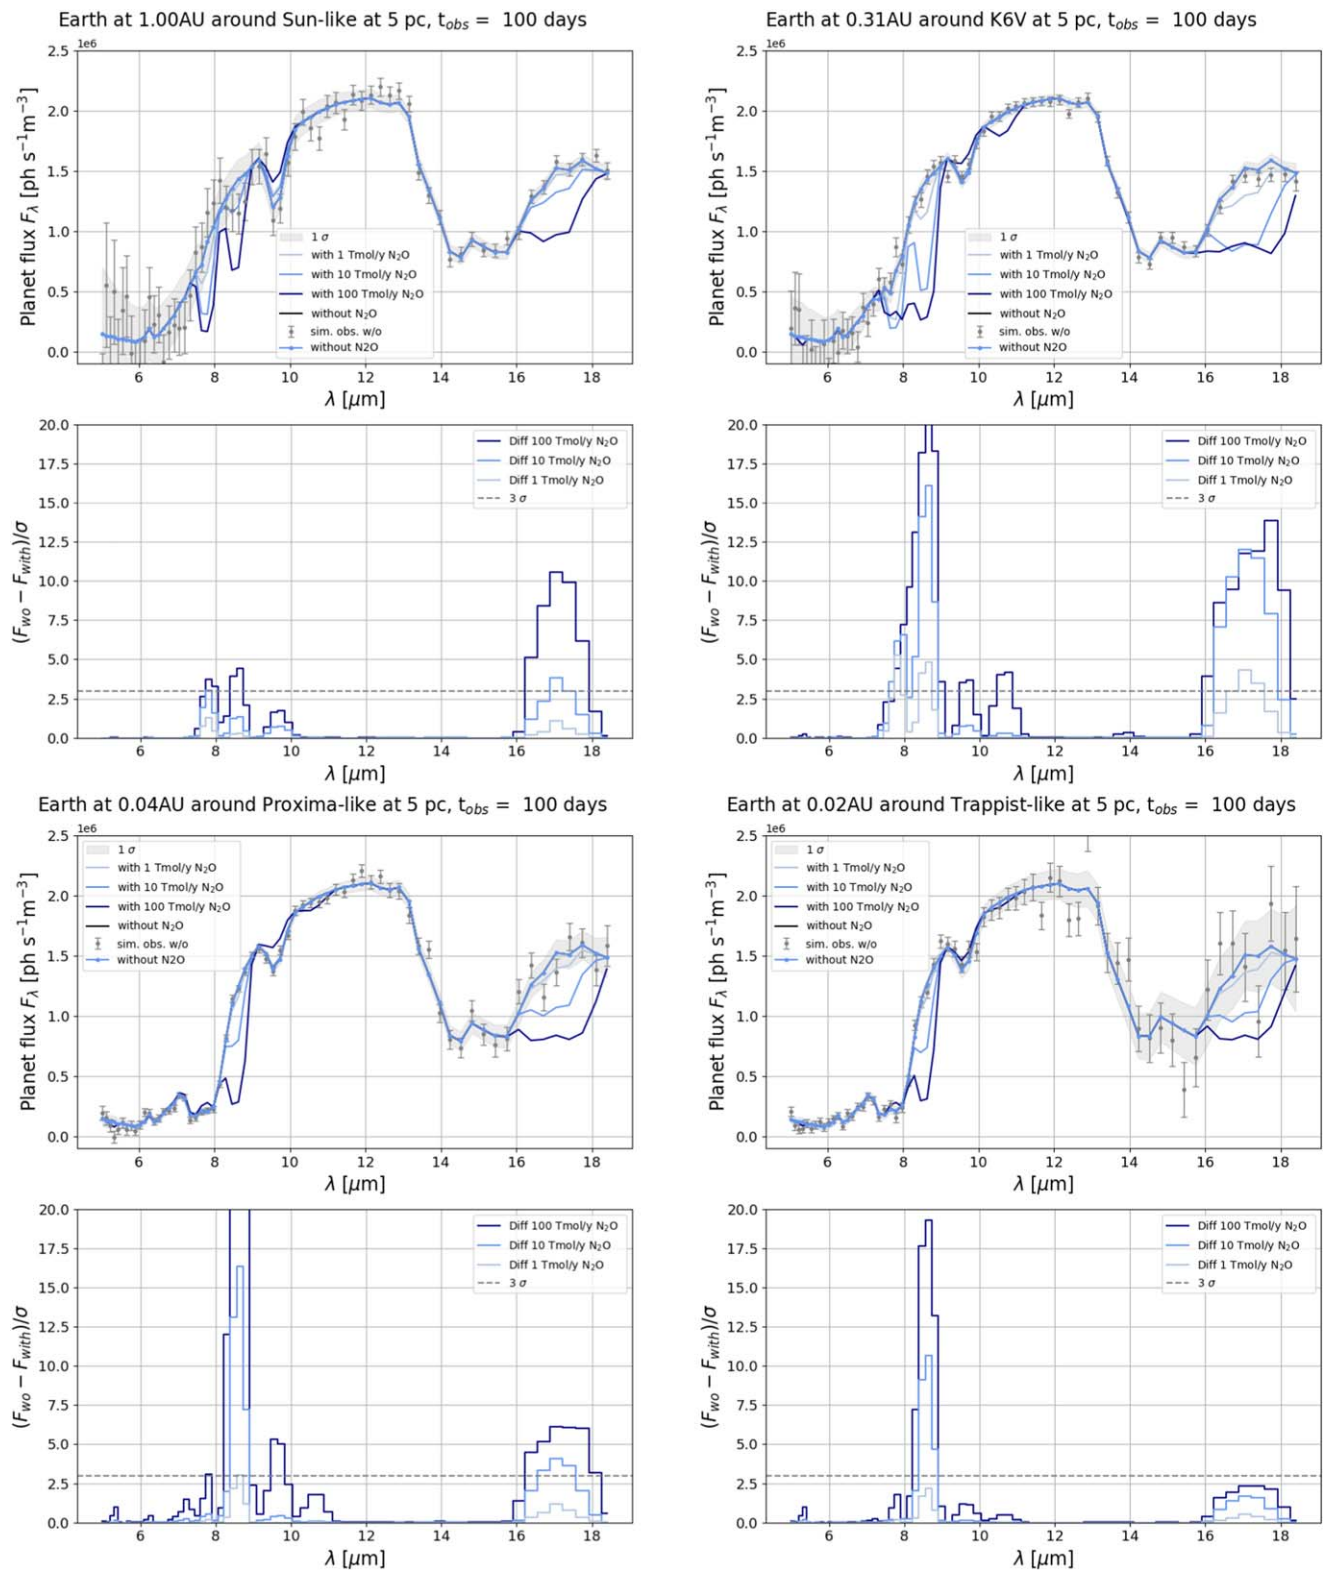 Earth at 1.00AU around Sun-like at 5 pc, t_obs = 100 days
1e6
2.5
2.0
1.5
1.0
0.5
0.0
Planet flux F_λ [ph s⁻¹m⁻³]
1 σ
with 1 Tmol/y N₂O
with 10 Tmol/y N₂O
with 100 Tmol/y N₂O
without N₂O
sim. obs. w/o
without N2O
6 8 10 12 14 16 18
λ [μm]
Earth at 0.31AU around K6V at 5 pc, t_obs = 100 days
1e6
2.5
2.0
1.5
1.0
0.5
0.0
Planet flux F_λ [ph s⁻¹m⁻³]
1 σ
with 1 Tmol/y N₂O
with 10 Tmol/y N₂O
with 100 Tmol/y N₂O
without N₂O
sim. obs. w/o
without N2O
6 8 10 12 14 16 18
λ [μm]
20.0
17.5
15.0
12.5
10.0
7.5
5.0
2.5
0.0
(F_wo − F_with)/σ
Diff 100 Tmol/y N₂O
Diff 10 Tmol/y N₂O
Diff 1 Tmol/y N₂O
3 σ
6 8 10 12 14 16 18
λ [μm]
20.0
17.5
15.0
12.5
10.0
7.5
5.0
2.5
0.0
(F_wo − F_with)/σ
Diff 100 Tmol/y N₂O
Diff 10 Tmol/y N₂O
Diff 1 Tmol/y N₂O
3 σ
6 8 10 12 14 16 18
λ [μm]
Earth at 0.04AU around Proxima-like at 5 pc, t_obs = 100 days
1e6
2.5
2.0
1.5
1.0
0.5
0.0
Planet flux F_λ [ph s⁻¹m⁻³]
1 σ
with 1 Tmol/y N₂O
with 10 Tmol/y N₂O
with 100 Tmol/y N₂O
without N₂O
sim. obs. w/o
without N2O
6 8 10 12 14 16 18
λ [μm]
Earth at 0.02AU around Trappist-like at 5 pc, t_obs = 100 days
1e6
2.5
2.0
1.5
1.0
0.5
0.0
Planet flux F_λ [ph s⁻¹m⁻³]
1 σ
with 1 Tmol/y N₂O
with 10 Tmol/y N₂O
with 100 Tmol/y N₂O
without N₂O
sim. obs. w/o
without N2O
6 8 10 12 14 16 18
λ [μm]
20.0
17.5
15.0
12.5
10.0
7.5
5.0
2.5
0.0
(F_wo − F_with)/σ
Diff 100 Tmol/y N₂O
Diff 10 Tmol/y N₂O
Diff 1 Tmol/y N₂O
3 σ
6 8 10 12 14 16 18
λ [μm]
20.0
17.5
15.0
12.5
10.0
7.5
5.0
2.5
0.0
(F_wo − F_with)/σ
Diff 100 Tmol/y N₂O
Diff 10 Tmol/y N₂O
Diff 1 Tmol/y N₂O
3 σ
6 8 10 12 14 16 18
λ [μm]